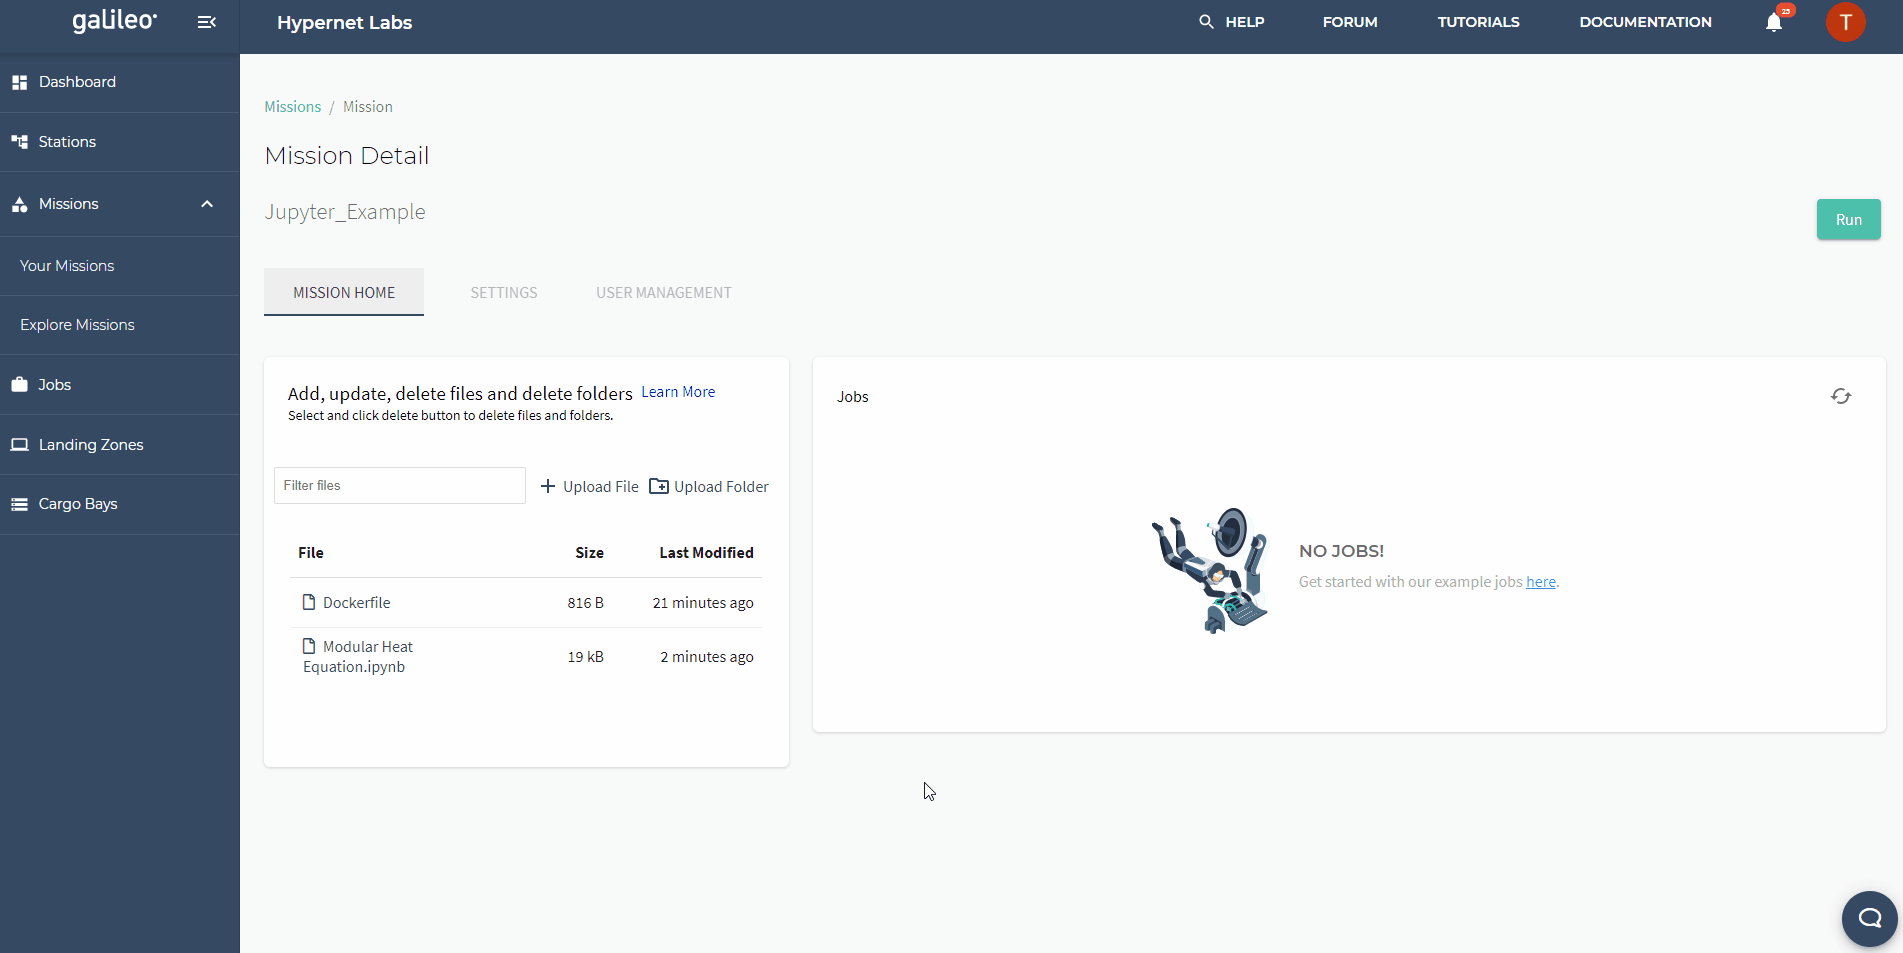 galileo
Hypernet Labs
HELP
FORUM
TUTORIALS
DOCUMENTATION
23
T
Dashboard
Stations
Missions
Your Missions
Explore Missions
Jobs
Landing Zones
Cargo Bays
Missions / Mission
Mission Detail
Jupyter_Example
Run
MISSION HOME
SETTINGS
USER MANAGEMENT
Add, update, delete files and delete folders Learn More
Select and click delete button to delete files and folders.
Filter files
Upload File
Upload Folder
File Size Last Modified
Dockerfile 816 B 21 minutes ago
Modular Heat
Equation.ipynb 19 kB 2 minutes ago
Jobs
NO JOBS!
Get started with our example jobs here.